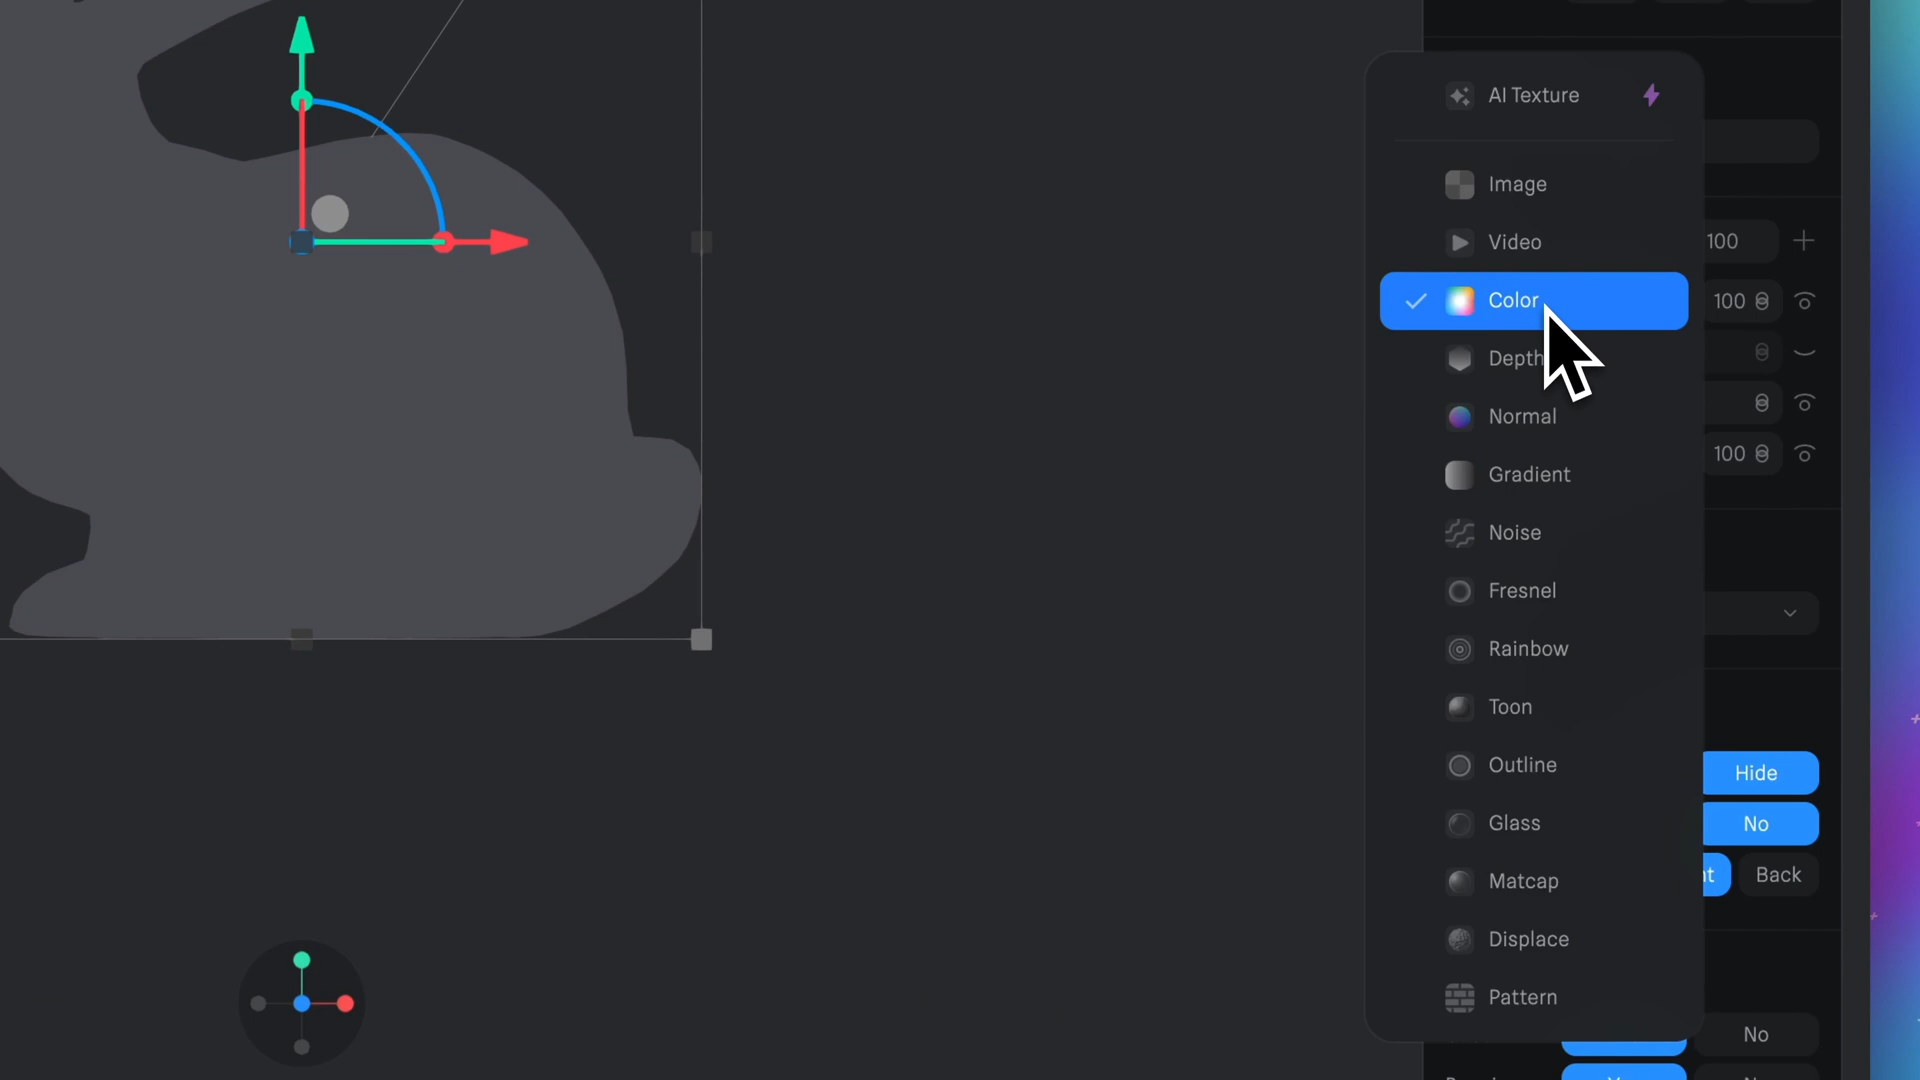 AI Texture
Image
Video
100
Color
100
Depth
Normal
100
Gradient
Noise
Fresnel
Rainbow
Toon
Outline
Hide
Glass
No
Matcap
Back
Displace
Pattern
No